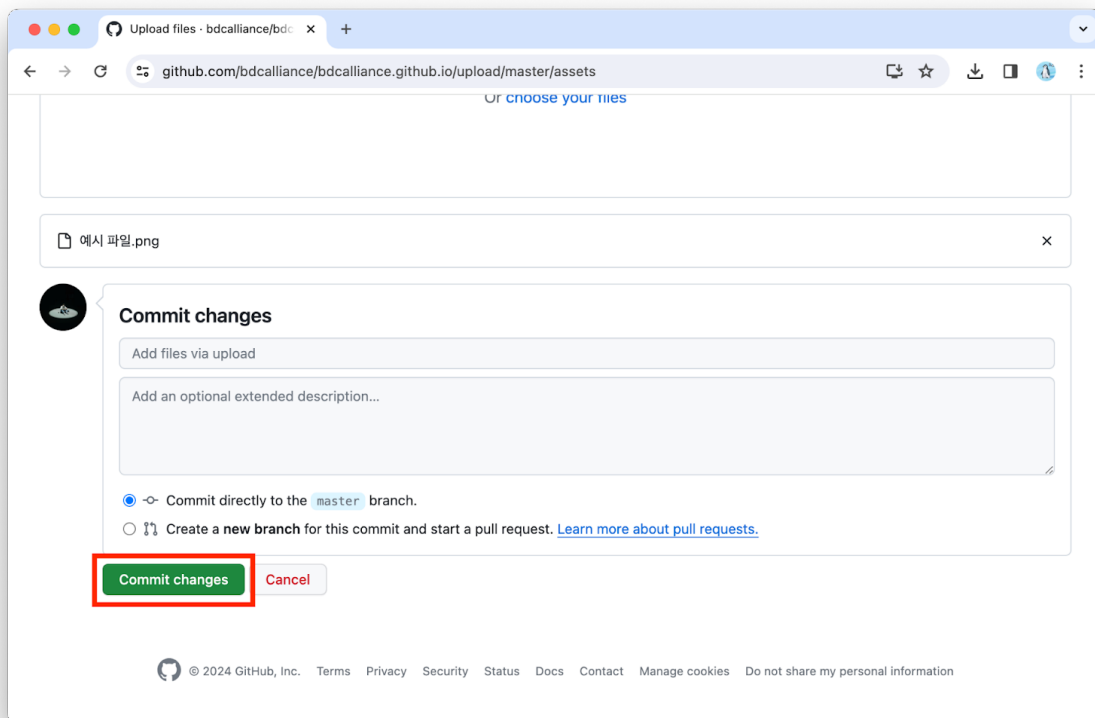 Upload files · bdcalliance/bdc
github.com/bdcalliance/bdcalliance.github.io/upload/master/assets
Or choose your files
예시 파일.png
Commit changes
Add files via upload
Add an optional extended description...
Commit directly to the master branch.
Create a new branch for this commit and start a pull request. Learn more about pull requests.
Commit changes Cancel
© 2024 GitHub, Inc. Terms Privacy Security Status Docs Contact Manage cookies Do not share my personal information